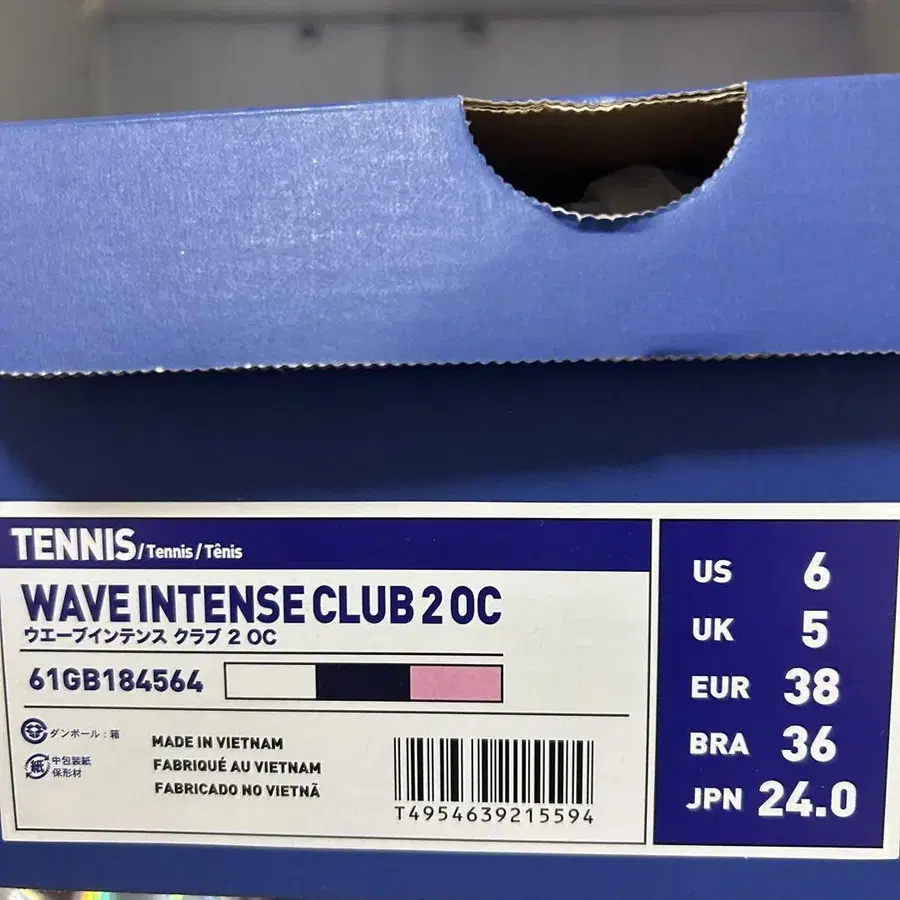 TENNIS/Tennis/Tênis
WAVE INTENSE CLUB 2 OC
ウエーブインテンス クラブ 2 OC
61GB184564
ダンボール：箱
紙 中包装紙
保形材
MADE IN VIETNAM
FABRIQUÉ AU VIETNAM
FABRICADO NO VIETNÃ
T4954639215594
US 6
UK 5
EUR 38
BRA 36
JPN 24.0